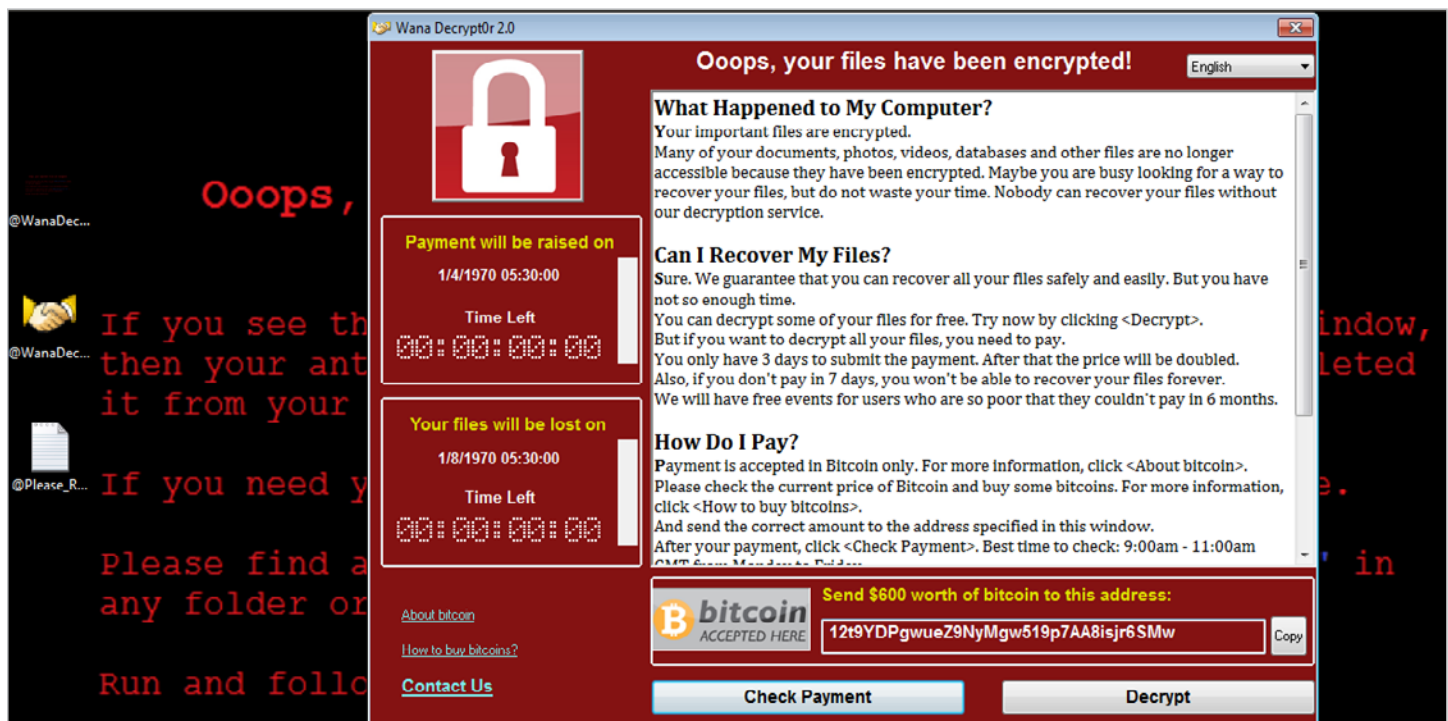 Wana Decrypt0r 2.0
Ooops, your files have been encrypted!
English
What Happened to My Computer?
Your important files are encrypted.
Many of your documents, photos, videos, databases and other files are no longer
accessible because they have been encrypted. Maybe you are busy looking for a way to
recover your files, but do not waste your time. Nobody can recover your files without
our decryption service.
Can I Recover My Files?
Sure. We guarantee that you can recover all your files safely and easily. But you have
not so enough time.
You can decrypt some of your files for free. Try now by clicking <Decrypt>.
But if you want to decrypt all your files, you need to pay.
You only have 3 days to submit the payment. After that the price will be doubled.
Also, if you don't pay in 7 days, you won't be able to recover your files forever.
We will have free events for users who are so poor that they couldn't pay in 6 months.
How Do I Pay?
Payment is accepted in Bitcoin only. For more information, click <About bitcoin>.
Please check the current price of Bitcoin and buy some bitcoins. For more information,
click <How to buy bitcoins>.
And send the correct amount to the address specified in this window.
After your payment, click <Check Payment>. Best time to check: 9:00am - 11:00am
GMT from Monday to Friday
Payment will be raised on
1/4/1970 05:30:00
Time Left
00:00:00:00
Your files will be lost on
1/8/1970 05:30:00
Time Left
00:00:00:00
About bitcoin
How to buy bitcoins?
Contact Us
bitcoin
ACCEPTED HERE
Send $600 worth of bitcoin to this address:
12t9YDPgwueZ9NyMgw519p7AA8isjr6SMw
Copy
Check Payment
Decrypt
@WanaDec...
@WanaDec...
@Please_R...
Ooops,
If you see th
indow,
then your ant
leted
it from your
If you need y
e.
Please find a
" in
any folder or
Run and follo